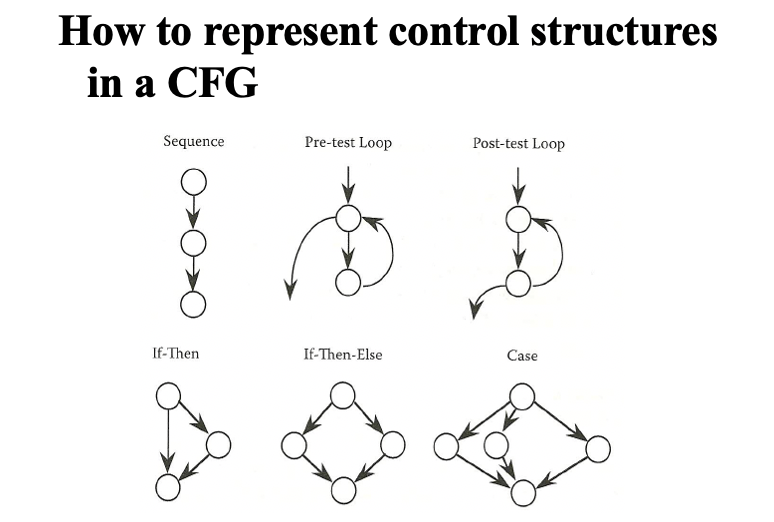 How to represent control structures
in a CFG
Sequence
Pre-test Loop
Post-test Loop
If-Then
If-Then-Else
Case